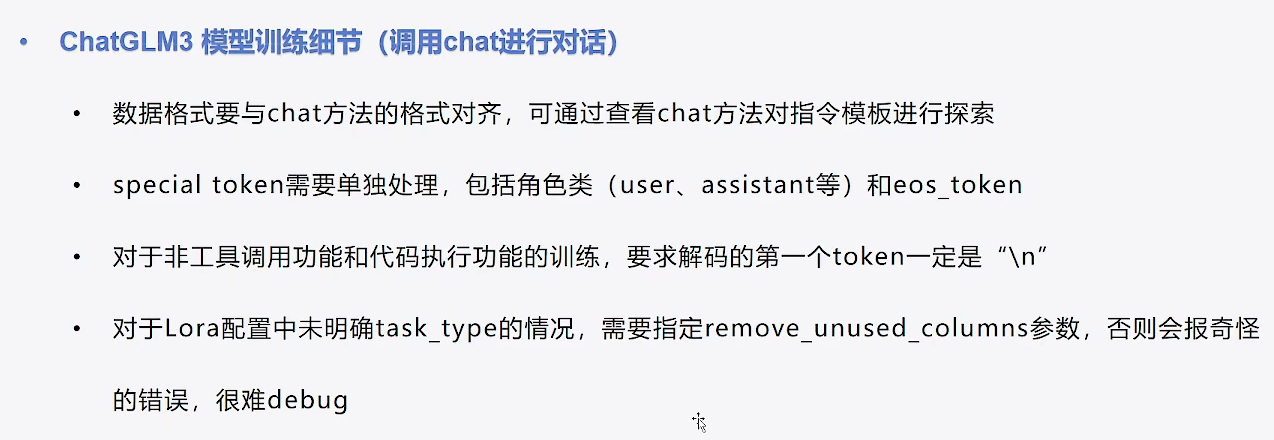 • ChatGLM3 模型训练细节（调用chat进行对话）
• 数据格式要与chat方法的格式对齐，可通过查看chat方法对指令模板进行探索
• special token需要单独处理，包括角色类（user、assistant等）和eos_token
• 对于非工具调用功能和代码执行功能的训练，要求解码的第一个token一定是“\n”
• 对于Lora配置中未明确task_type的情况，需要指定remove_unused_columns参数，否则会报奇怪
的错误，很难debug